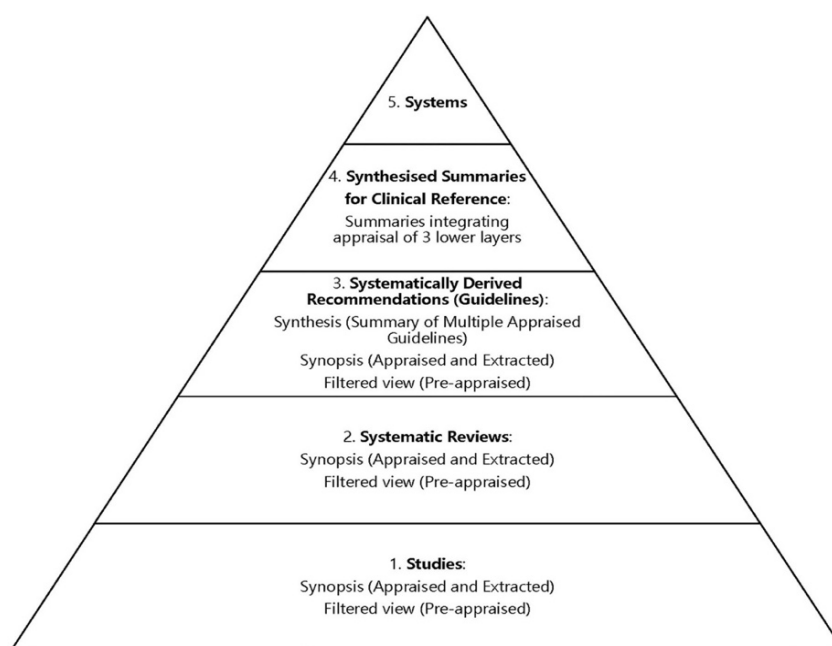 5. Systems
4. Synthesised Summaries
for Clinical Reference:
Summaries integrating
appraisal of 3 lower layers
3. Systematically Derived
Recommendations (Guidelines):
Synthesis (Summary of Multiple Appraised
Guidelines)
Synopsis (Appraised and Extracted)
Filtered view (Pre-appraised)
2. Systematic Reviews:
Synopsis (Appraised and Extracted)
Filtered view (Pre-appraised)
1. Studies:
Synopsis (Appraised and Extracted)
Filtered view (Pre-appraised)